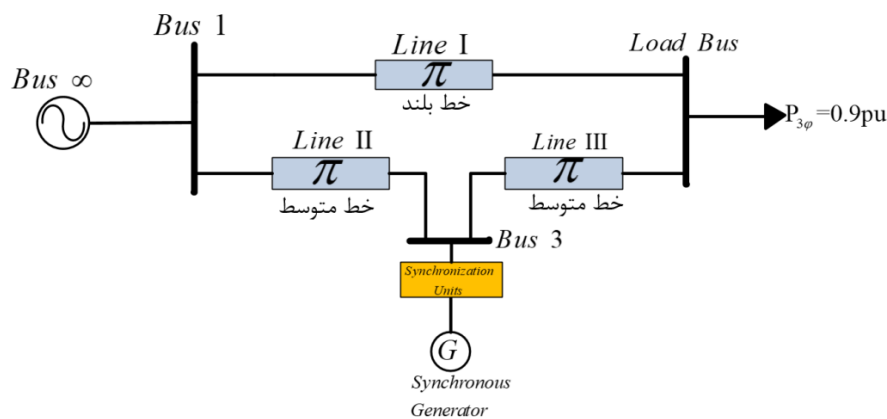 Bus 1
Bus ∞
Line I
π
خط بلند
Load Bus
P3φ=0.9pu
Line II
π
خط متوسط
Line III
π
خط متوسط
Bus 3
Synchronization
Units
G
Synchronous
Generator